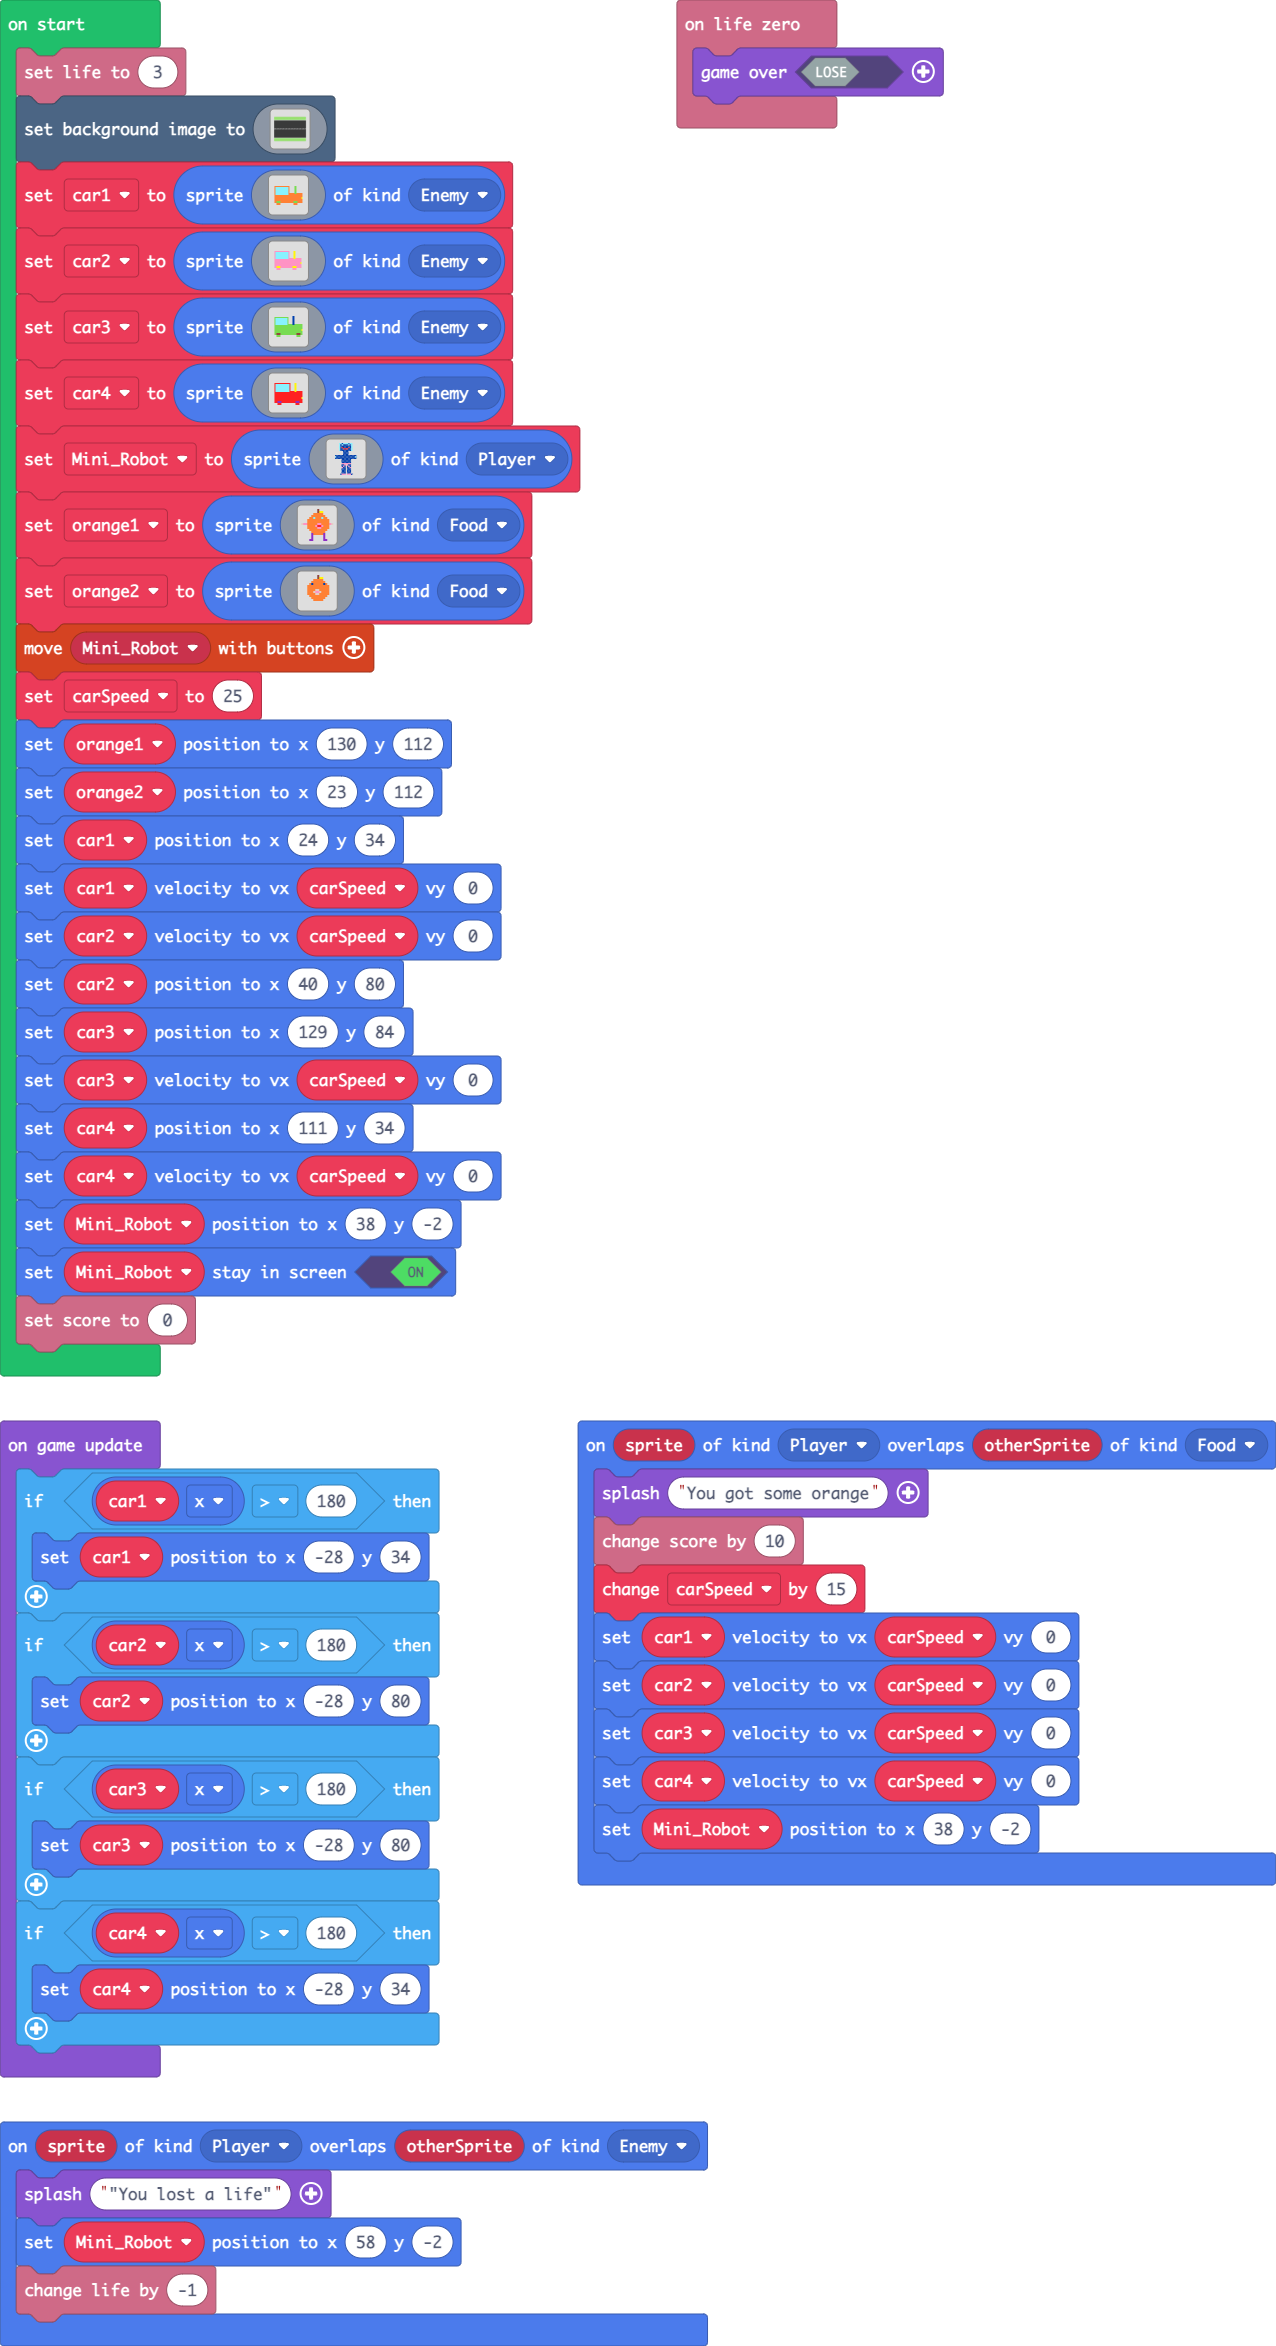 on start
set life to 3
set background image to
set car1 to sprite of kind Enemy
set car2 to sprite of kind Enemy
set car3 to sprite of kind Enemy
set car4 to sprite of kind Enemy
set Mini_Robot to sprite of kind Player
set orange1 to sprite of kind Food
set orange2 to sprite of kind Food
move Mini_Robot with buttons
set carSpeed to 25
set orange1 position to x 130 y 112
set orange2 position to x 23 y 112
set car1 position to x 24 y 34
set car1 velocity to vx carSpeed vy 0
set car2 velocity to vx carSpeed vy 0
set car2 position to x 40 y 80
set car3 position to x 129 y 84
set car3 velocity to vx carSpeed vy 0
set car4 position to x 111 y 34
set car4 velocity to vx carSpeed vy 0
set Mini_Robot position to x 38 y -2
set Mini_Robot stay in screen ON
set score to 0
on life zero
game over LOSE
on game update
if car1 x > 180 then
set car1 position to x -28 y 34
if car2 x > 180 then
set car2 position to x -28 y 80
if car3 x > 180 then
set car3 position to x -28 y 80
if car4 x > 180 then
set car4 position to x -28 y 34
on sprite of kind Player overlaps otherSprite of kind Food
splash "You got some orange"
change score by 10
change carSpeed by 15
set car1 velocity to vx carSpeed vy 0
set car2 velocity to vx carSpeed vy 0
set car3 velocity to vx carSpeed vy 0
set car4 velocity to vx carSpeed vy 0
set Mini_Robot position to x 38 y -2
on sprite of kind Player overlaps otherSprite of kind Enemy
splash ""You lost a life""
set Mini_Robot position to x 58 y -2
change life by -1